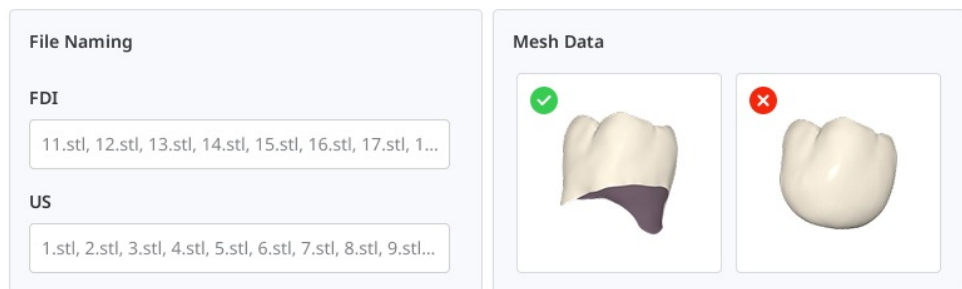 File Naming
FDI
11.stl, 12.stl, 13.stl, 14.stl, 15.stl, 16.stl, 17.stl, 1...
US
1.stl, 2.stl, 3.stl, 4.stl, 5.stl, 6.stl, 7.stl, 8.stl, 9.stl...
Mesh Data